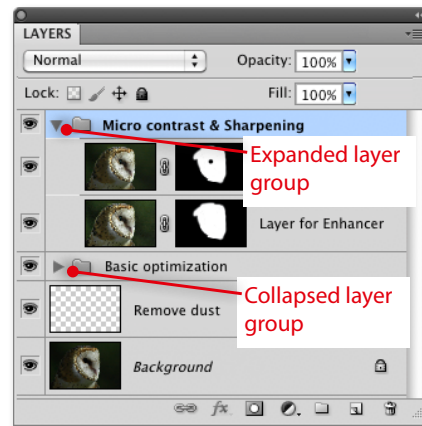 LAYERS
Normal Opacity: 100%
Lock: Fill: 100%
Micro contrast & Sharpening
Expanded layer
group
Layer for Enhancer
Basic optimization
Collapsed layer
group
Remove dust
Background
fx.